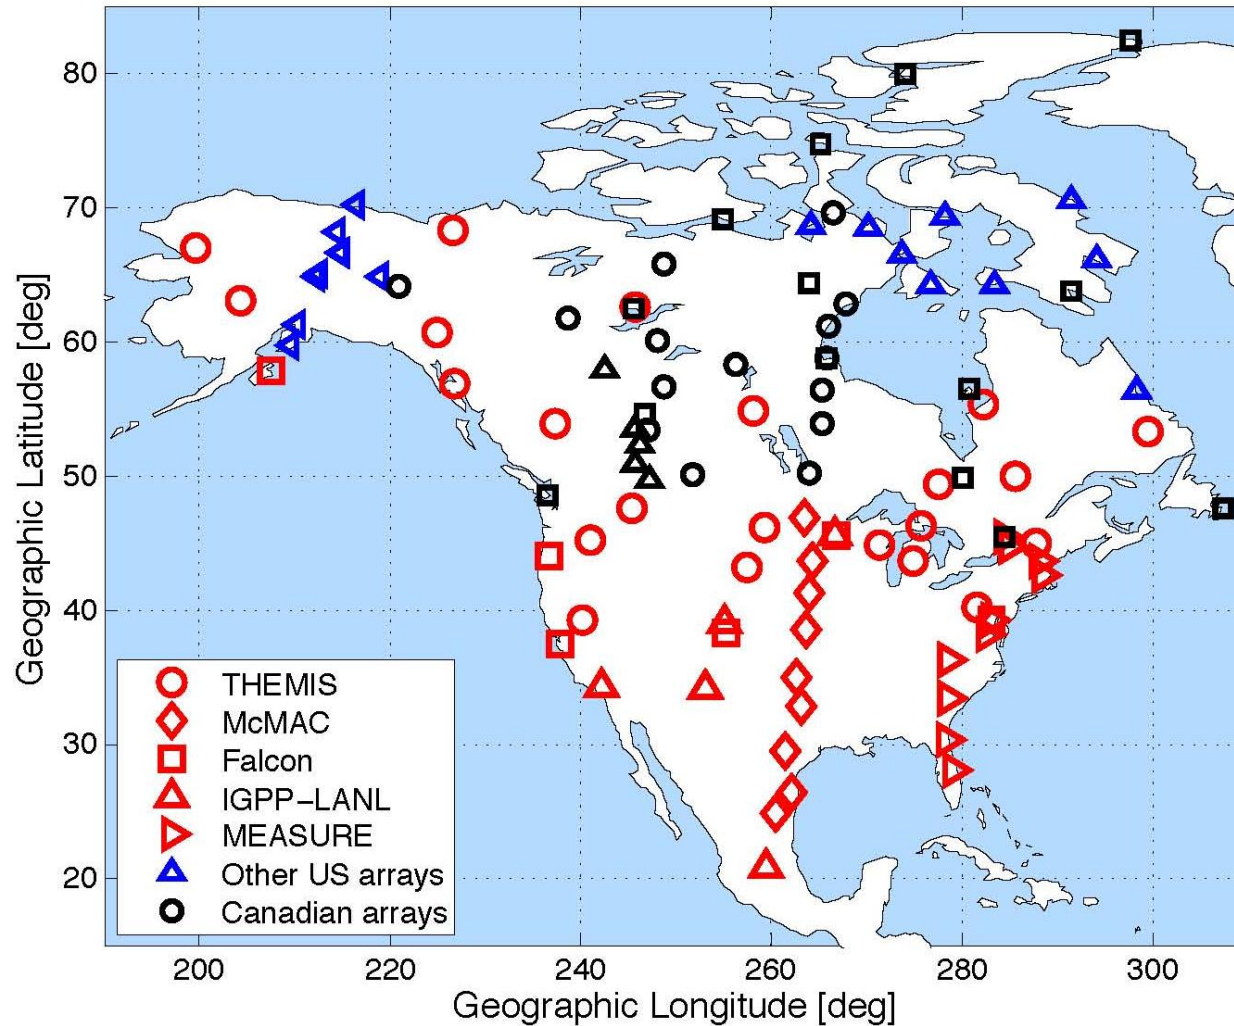 80
70
60
50
40
30
20
Geographic Latitude [deg]
THEMIS
McMAC
Falcon
IGPP-LANL
MEASURE
Other US arrays
Canadian arrays
200
220
240
260
280
300
Geographic Longitude [deg]